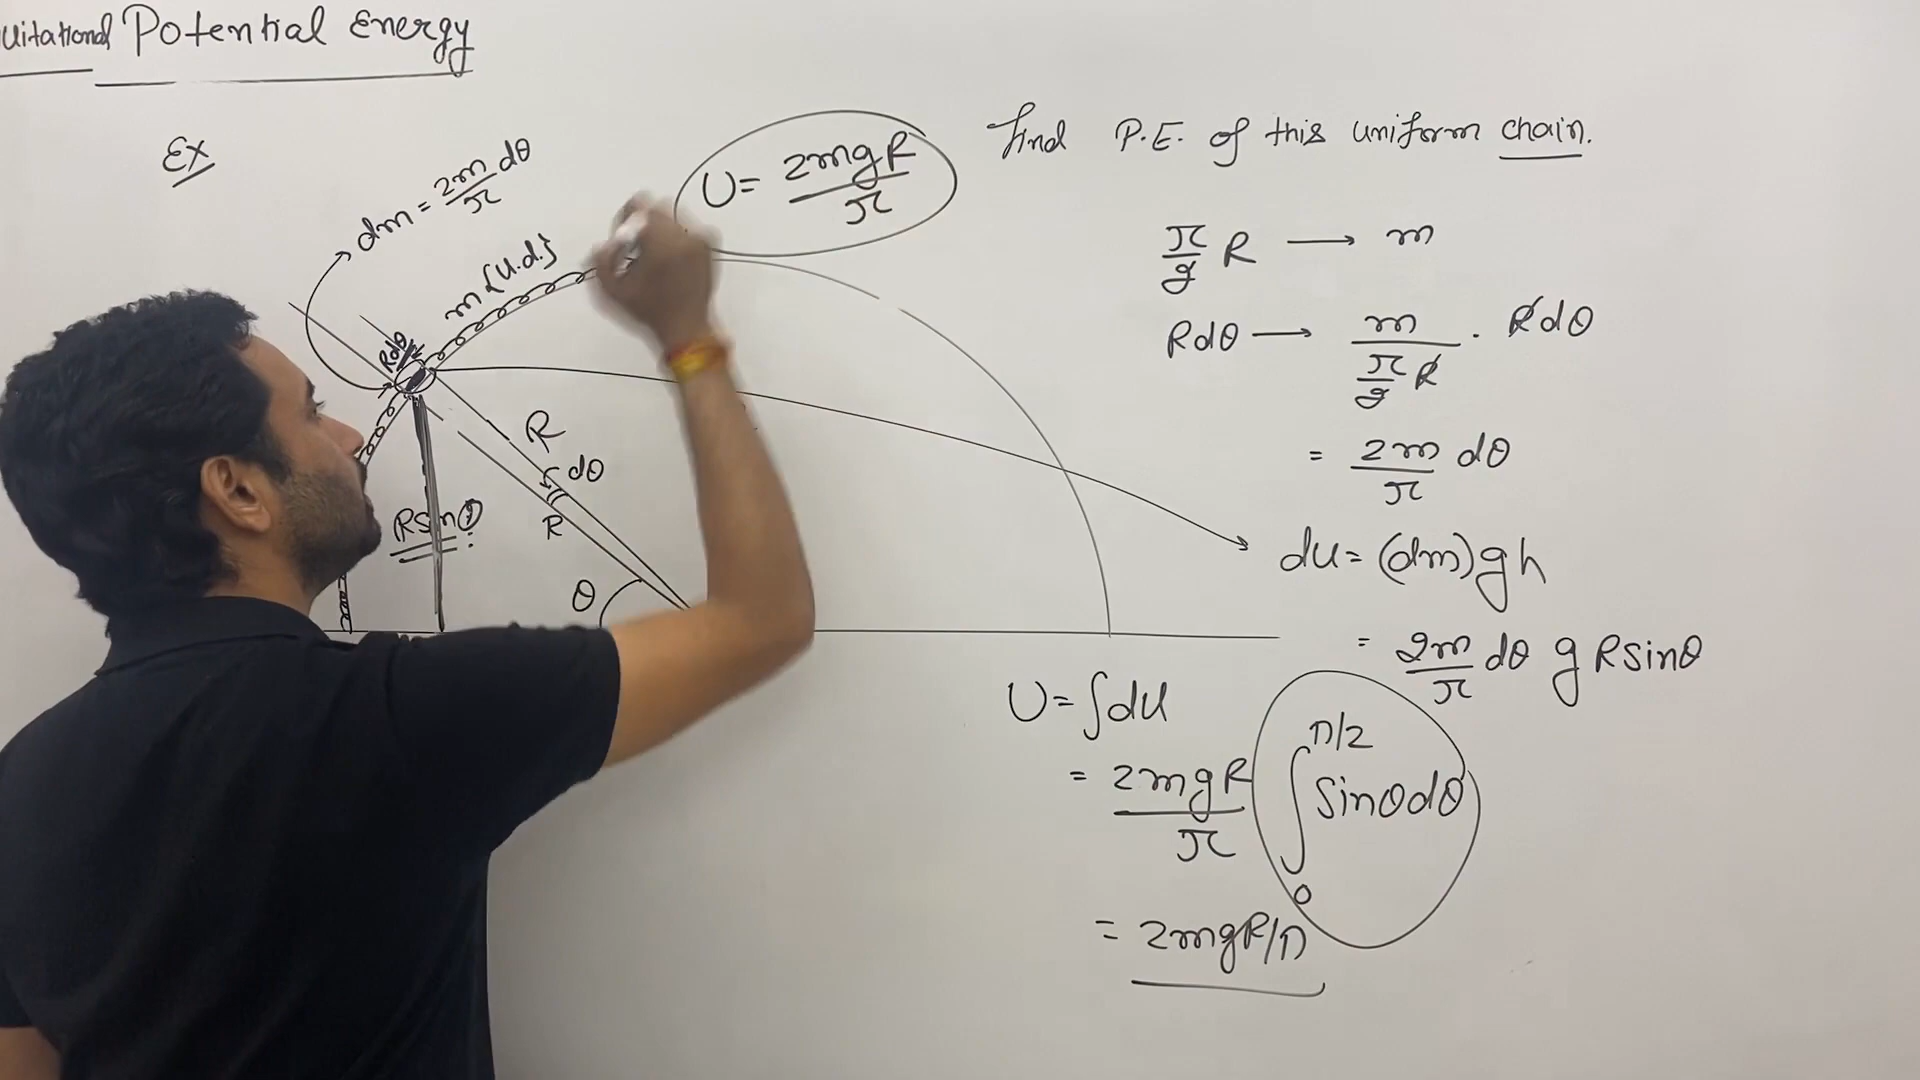 uitational Potential Energy
Ex
dm = 2m/π dθ
m {U.d.}
U = 2mgR/π
Rdθ
R
dθ
R
Rsinθ
θ
find P.E. of this uniform chain.
π/2 R → m
Rdθ → m/(π/2 R) . Rdθ
= 2m/π dθ
du = (dm)gh
= 2m/π dθ g Rsinθ
U = ∫du
= 2mgR/π ∫₀^π/2 Sinθdθ
= 2mgR/π